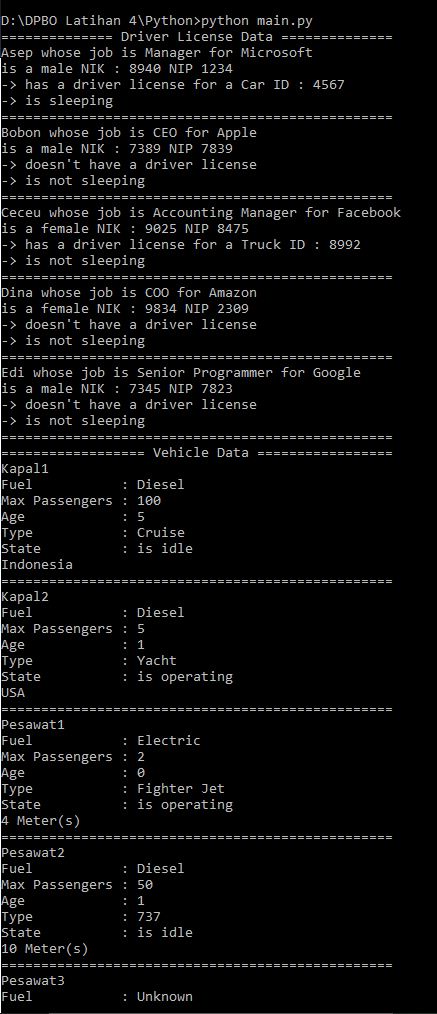 D:\DPBO Latihan 4\Python>python main.py
============== Driver License Data ==============
Asep whose job is Manager for Microsoft
is a male NIK : 8940 NIP 1234
-> has a driver license for a Car ID : 4567
-> is sleeping
=================================================
Bobon whose job is CEO for Apple
is a male NIK : 7389 NIP 7839
-> doesn't have a driver license
-> is not sleeping
=================================================
Ceceu whose job is Accounting Manager for Facebook
is a female NIK : 9025 NIP 8475
-> has a driver license for a Truck ID : 8992
-> is not sleeping
=================================================
Dina whose job is COO for Amazon
is a female NIK : 9834 NIP 2309
-> doesn't have a driver license
-> is not sleeping
=================================================
Edi whose job is Senior Programmer for Google
is a male NIK : 7345 NIP 7823
-> doesn't have a driver license
-> is not sleeping
=================================================
================== Vehicle Data =================
Kapal1
Fuel           : Diesel
Max Passengers : 100
Age            : 5
Type           : Cruise
State          : is idle
Indonesia
=================================================
Kapal2
Fuel           : Diesel
Max Passengers : 5
Age            : 1
Type           : Yacht
State          : is operating
USA
=================================================
Pesawat1
Fuel           : Electric
Max Passengers : 2
Age            : 0
Type           : Fighter Jet
State          : is operating
4 Meter(s)
=================================================
Pesawat2
Fuel           : Diesel
Max Passengers : 50
Age            : 1
Type           : 737
State          : is idle
10 Meter(s)
=================================================
Pesawat3
Fuel           : Unknown